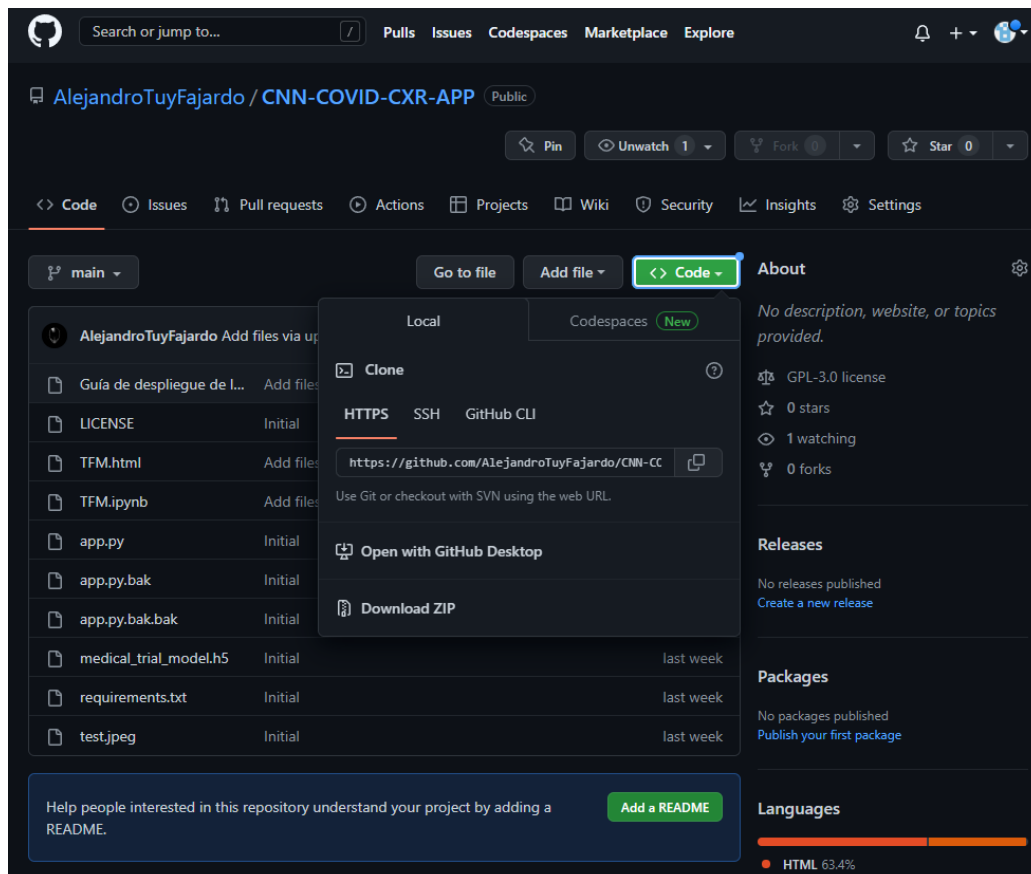 Search or jump to... / Pulls Issues Codespaces Marketplace Explore
AlejandroTuyFajardo / CNN-COVID-CXR-APP Public
Pin Unwatch 1 Fork 0 Star 0
Code Issues Pull requests Actions Projects Wiki Security Insights Settings
main Go to file Add file <> Code
AlejandroTuyFajardo Add files via up
Guía de despliegue de l... Add files
LICENSE Initial
TFM.html Add files
TFM.ipynb Add files
app.py Initial
app.py.bak Initial
app.py.bak.bak Initial
medical_trial_model.h5 Initial last week
requirements.txt Initial last week
test.jpeg Initial last week
Local Codespaces New
Clone
HTTPS SSH GitHub CLI
https://github.com/AlejandroTuyFajardo/CNN-CO
Use Git or checkout with SVN using the web URL.
Open with GitHub Desktop
Download ZIP
Help people interested in this repository understand your project by adding a
README.
Add a README
About
No description, website, or topics
provided.
GPL-3.0 license
0 stars
1 watching
0 forks
Releases
No releases published
Create a new release
Packages
No packages published
Publish your first package
Languages
HTML 63.4%